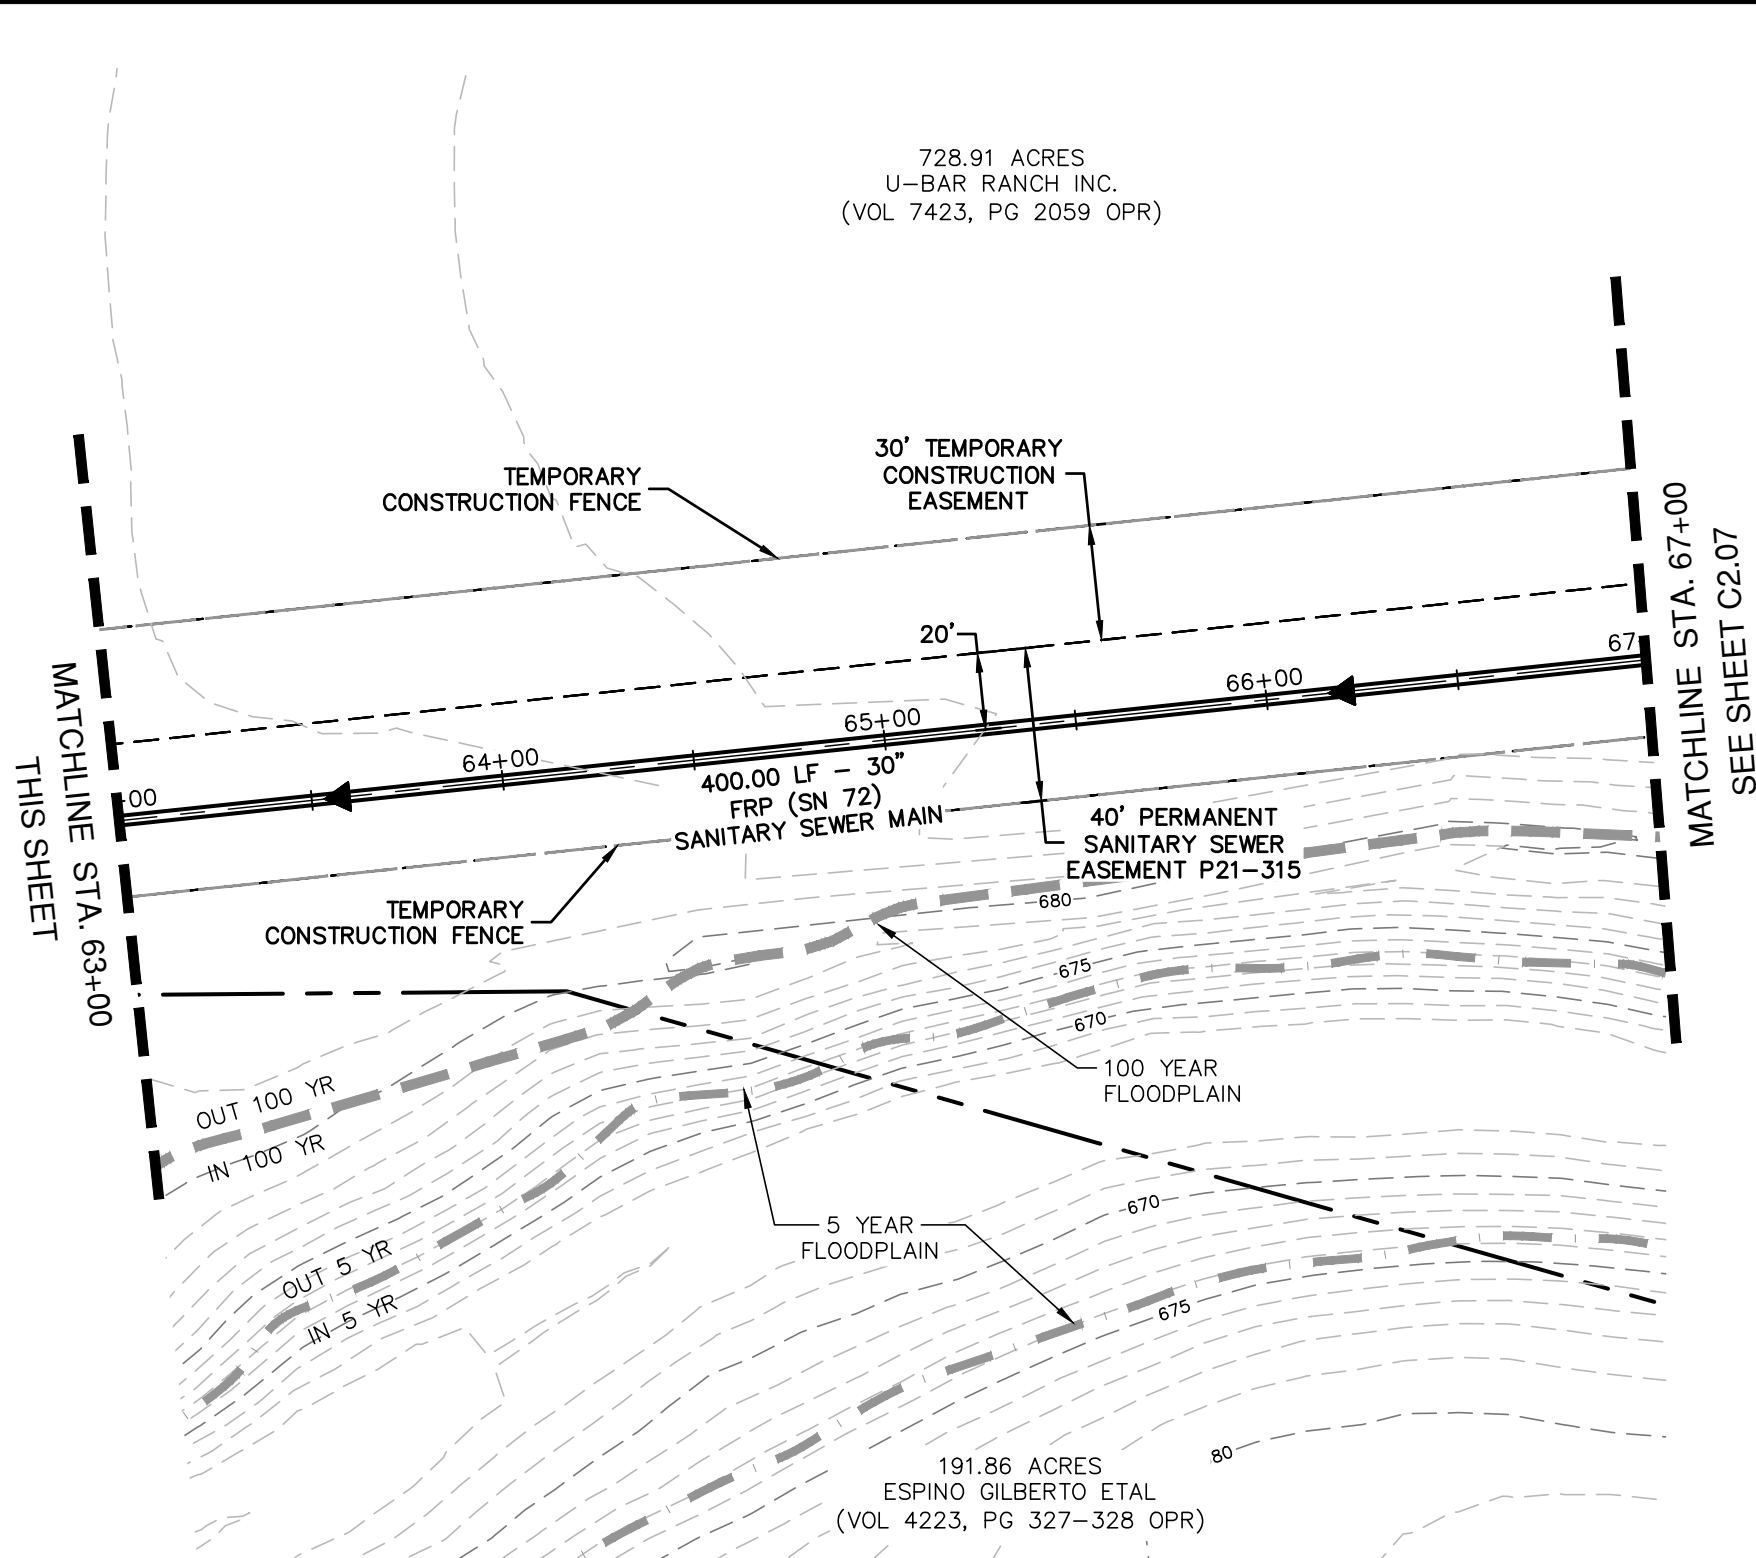 728.91 ACRES
U-BAR RANCH INC.
(VOL 7423, PG 2059 OPR)
30' TEMPORARY
CONSTRUCTION
EASEMENT
TEMPORARY
CONSTRUCTION FENCE
MATCHLINE STA. 67+00
SEE SHEET C2.07
20'
67
66+00
65+00
64+00
+00
400.00 LF - 30"
FRP (SN 72)
SANITARY SEWER MAIN
MATCHLINE STA. 63+00
THIS SHEET
40' PERMANENT
SANITARY SEWER
EASEMENT P21-315
TEMPORARY
CONSTRUCTION FENCE
680
675
670
100 YEAR
FLOODPLAIN
OUT 100 YR
IN 100 YR
670
5 YEAR
FLOODPLAIN
OUT 5 YR
IN 5 YR
675
80
191.86 ACRES
ESPINO GILBERTO ETAL
(VOL 4223, PG 327-328 OPR)